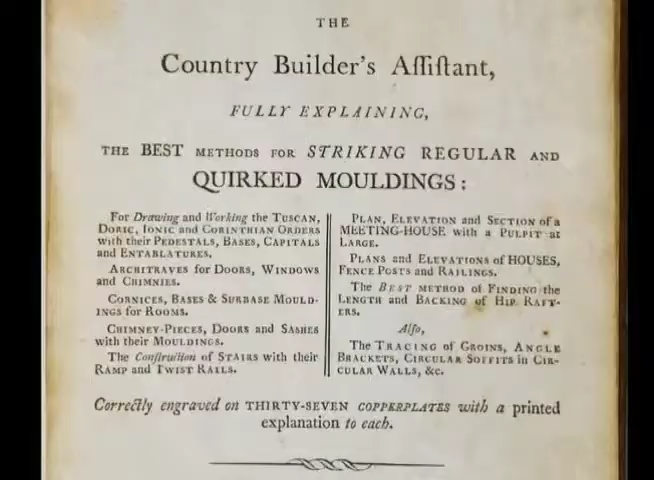 THE
Country Builder's Aſſiſtant,
FULLY EXPLAINING,
THE BEST METHODS FOR STRIKING REGULAR AND
QUIRKED MOULDINGS:
For Drawing and Working the TUSCAN,
DORIC, IONIC and CORINTHIAN ORDERS
with their PEDESTALS, BASES, CAPITALS
and ENTABLATURES.
ARCHITRAVES for DOORS, WINDOWS
and CHIMNIES.
CORNICES, BASES & SURBASE MOULD-
INGS for ROOMS.
CHIMNEY-PIECES, DOORS and SASHES
with their MOULDINGS.
The Conſtruction of STAIRS with their
RAMP and TWIST RAILS.
PLAN, ELEVATION and SECTION of a
MEETING-HOUSE with a PULPIT at
LARGE.
PLANS and ELEVATIONS of HOUSES,
FENCE POSTS and RAILINGS.
The BEST METHOD of FINDING the
LENGTH and BACKING of HIP RAFT-
ERS.
Alſo,
The TRACING of GROINS, ANGLE
BRACKETS, CIRCULAR SOFFITS in CIR-
CULAR WALLS, &c.
Correctly engraved on THIRTY-SEVEN COPPERPLATES with a printed
explanation to each.